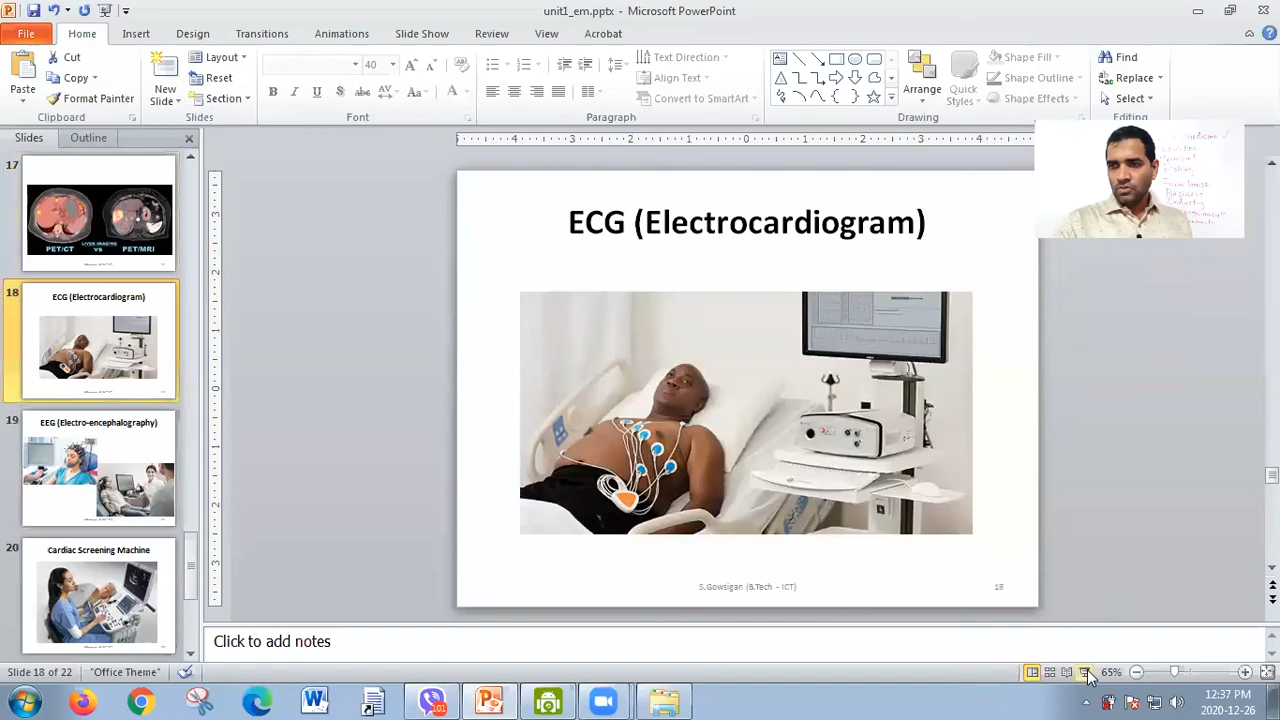 unit1_em.pptx - Microsoft PowerPoint
File Home Insert Design Transitions Animations Slide Show Review View Acrobat
Cut
Copy
Format Painter
Paste
Clipboard
New Slide
Layout
Reset
Section
Slides
40
Font
Text Direction
Align Text
Convert to SmartArt
Paragraph
Arrange
Quick Styles
Shape Fill
Shape Outline
Shape Effects
Drawing
Find
Replace
Select
Editing
Slides Outline
17
PET/CT LIVER IMAGING VS PET/MRI
18
ECG (Electrocardiogram)
19
EEG (Electro-encephalography)
20
Cardiac Screening Machine
ECG (Electrocardiogram)
S.Gowsigan (B.Tech - ICT) 18
Click to add notes
Slide 18 of 22 "Office Theme" 65%
101
12:37 PM
2020-12-26